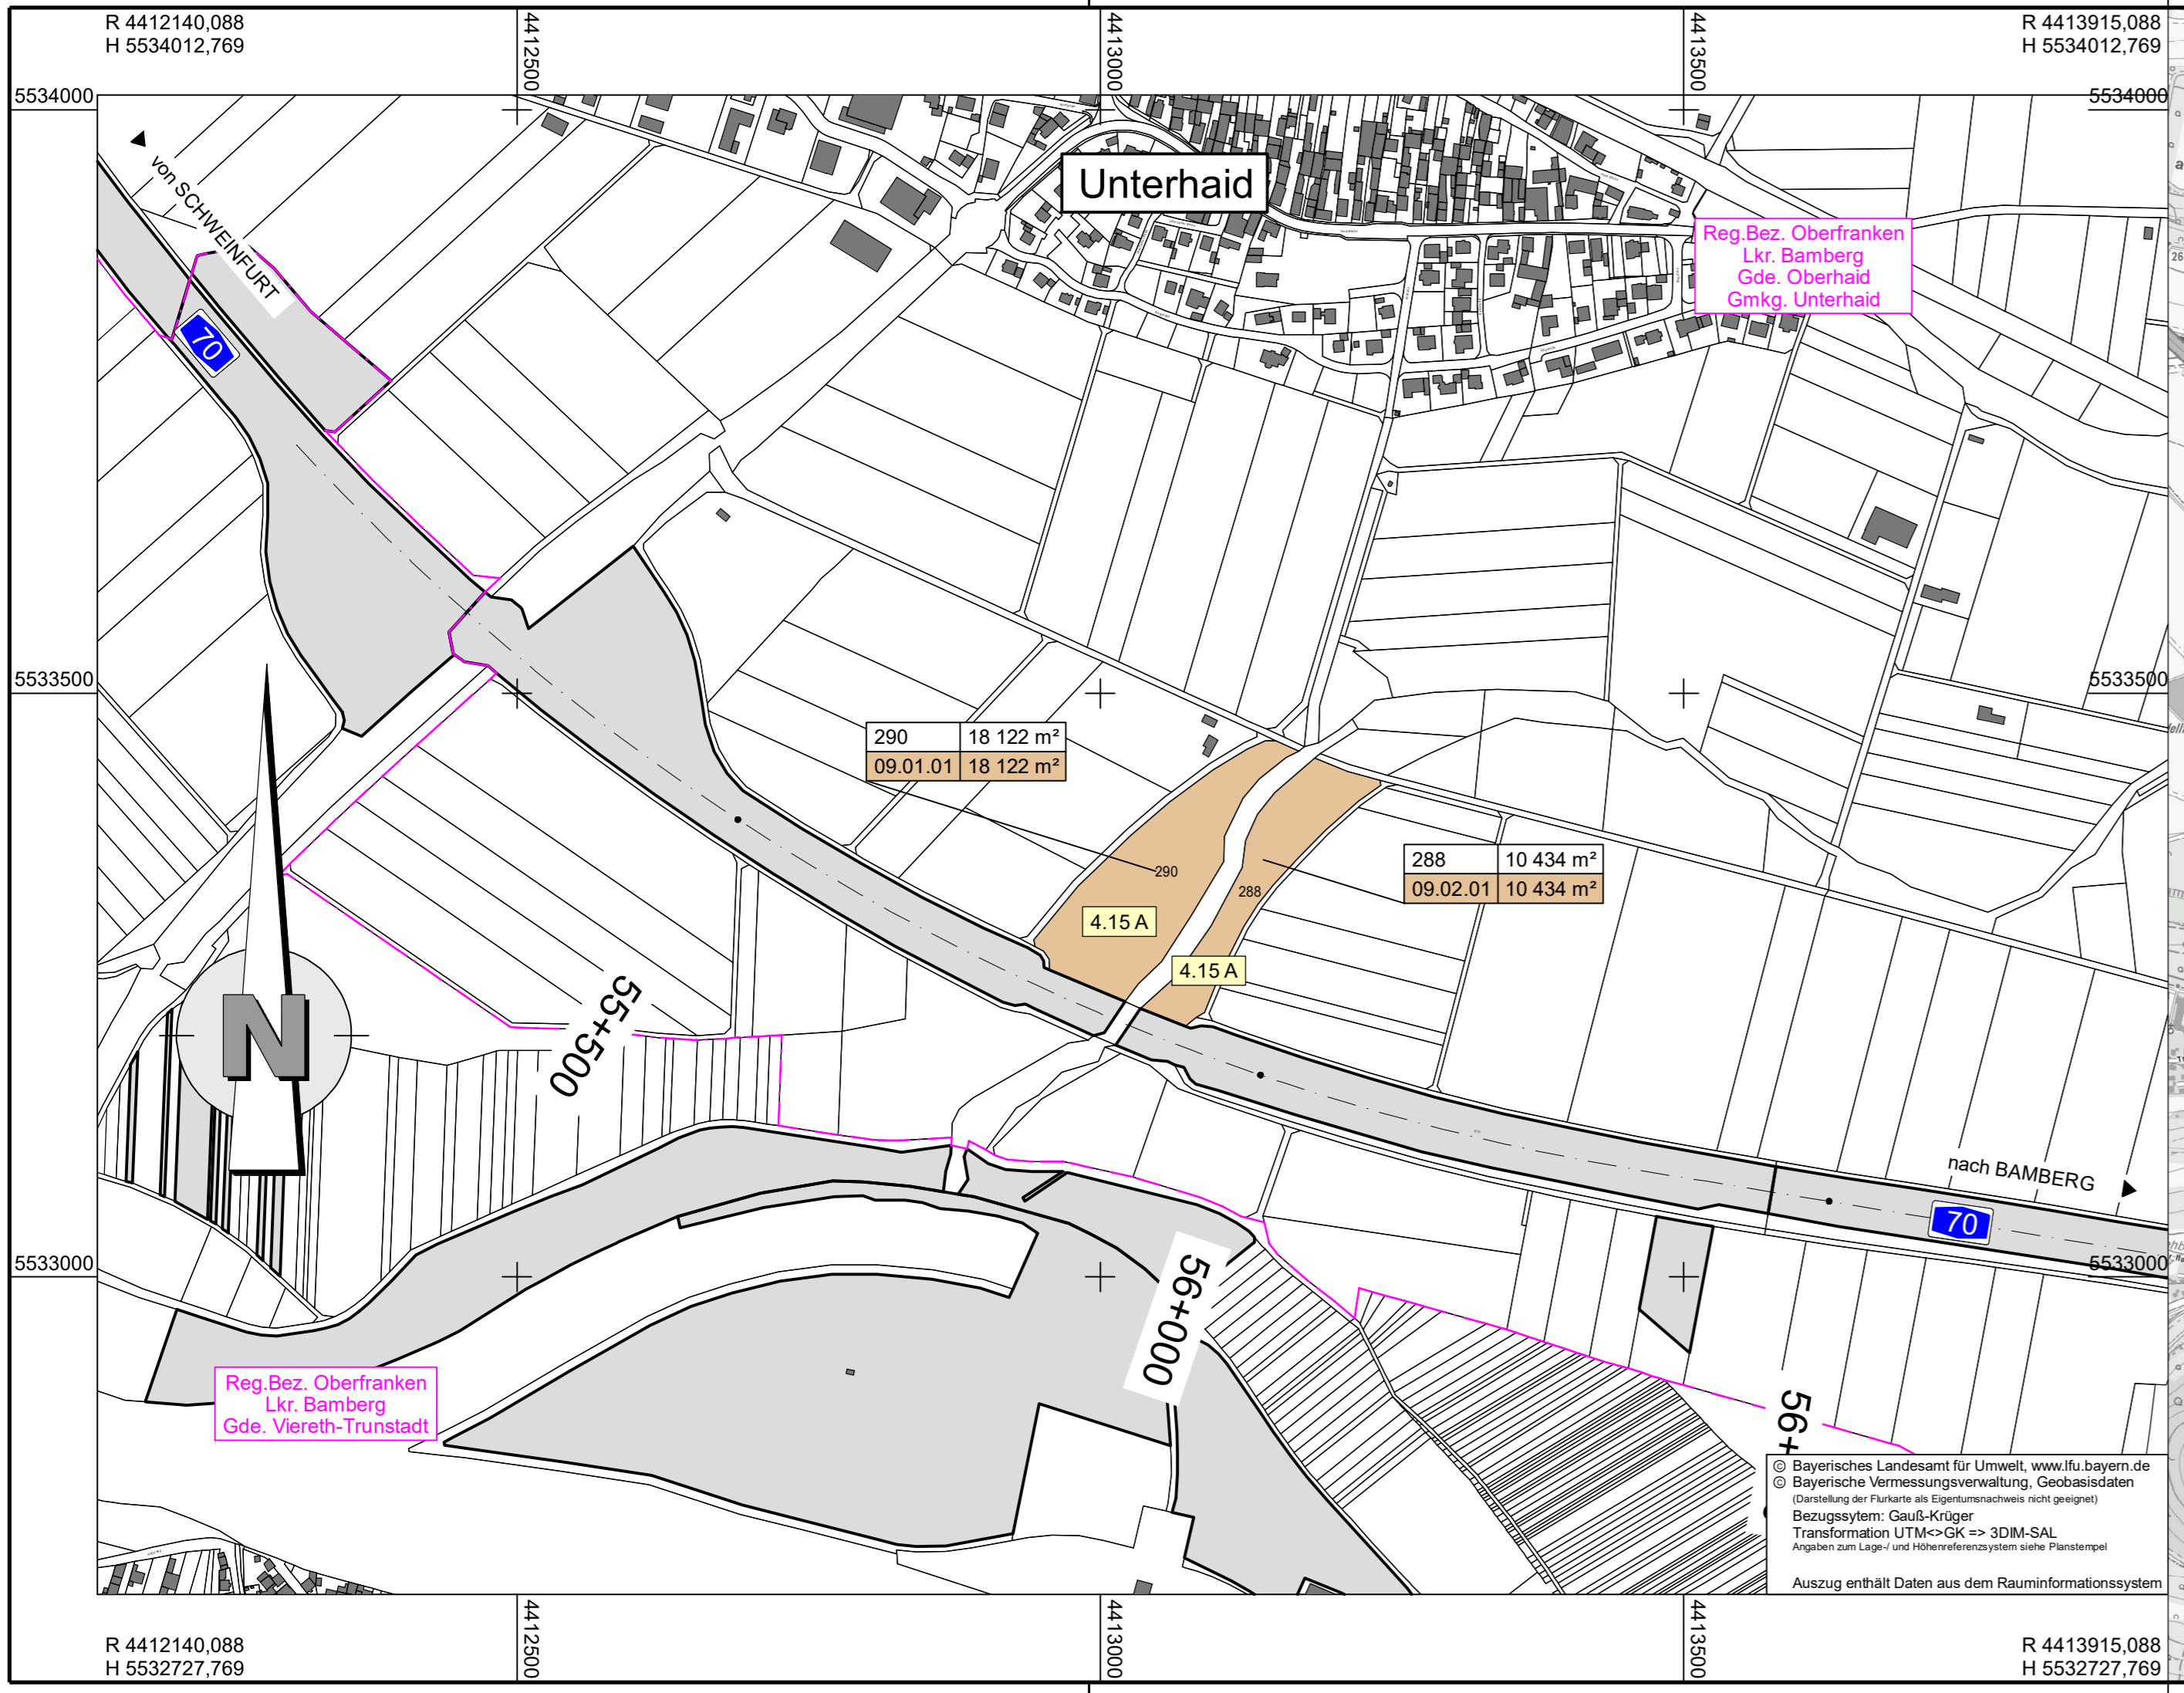 R 4412140,088
H 5534012,769
4412500
4413000
4413500
R 4413915,088
H 5534012,769
5534000
5534000
von SCHWEINFURT
Unterhaid
Reg.Bez. Oberfranken
Lkr. Bamberg
Gde. Oberhaid
Gmkg. Unterhaid
70
5533500
5533500
290 18 122 m²
09.01.01 18 122 m²
288 10 434 m²
09.02.01 10 434 m²
290
288
4.15 A
4.15 A
N
55+500
nach BAMBERG
70
5533000
5533000
56+000
56+
Reg.Bez. Oberfranken
Lkr. Bamberg
Gde. Viereth-Trunstadt
© Bayerisches Landesamt für Umwelt, www.lfu.bayern.de
© Bayerische Vermessungsverwaltung, Geobasisdaten
(Darstellung der Flurkarte als Eigentumsnachweis nicht geeignet)
Bezugssytem: Gauß-Krüger
Transformation UTM<>GK => 3DIM-SAL
Angaben zum Lage-/ und Höhenreferenzsystem siehe Planstempel
Auszug enthält Daten aus dem Rauminformationssystem
R 4412140,088
H 5532727,769
4412500
4413000
4413500
R 4413915,088
H 5532727,769